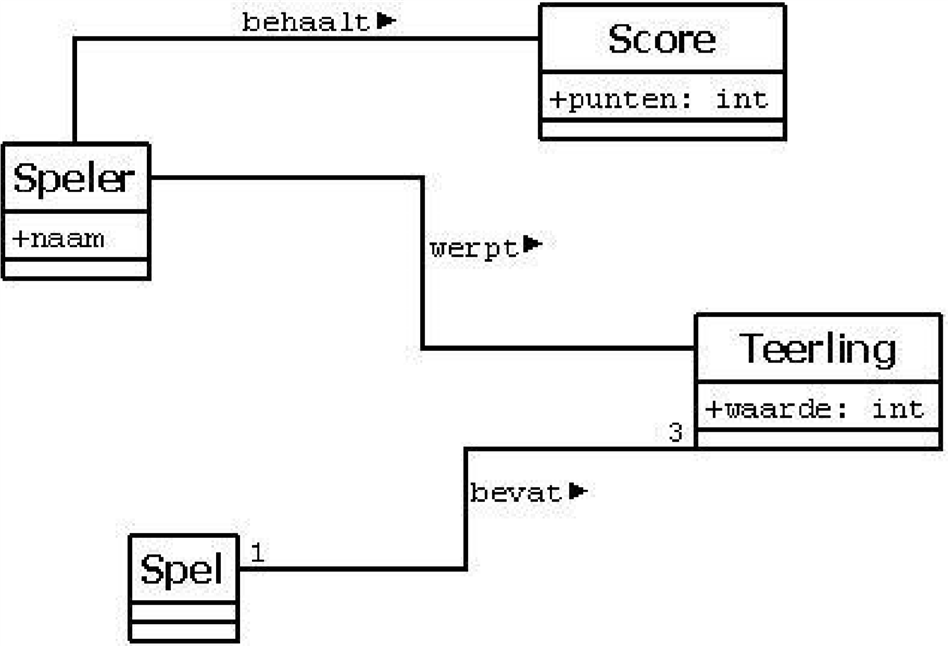 behaalt►
Score
+punten: int
Speler
+naam
werpt►
Teerling
+waarde: int
3
bevat►
1
Spel